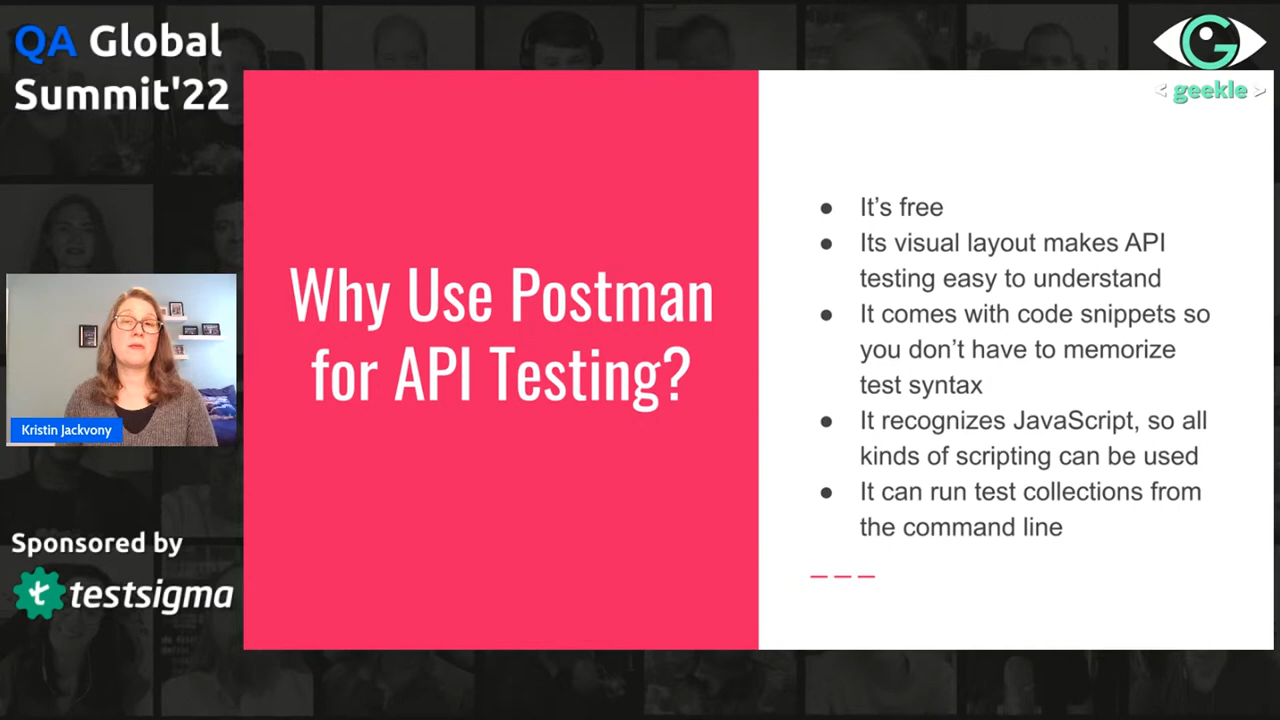 QA Global
Summit'22
G
< geekle >
Why Use Postman
for API Testing?
● It’s free
● Its visual layout makes API
testing easy to understand
● It comes with code snippets so
you don’t have to memorize
test syntax
● It recognizes JavaScript, so all
kinds of scripting can be used
● It can run test collections from
the command line
Kristin Jackvony
Sponsored by
t testsigma